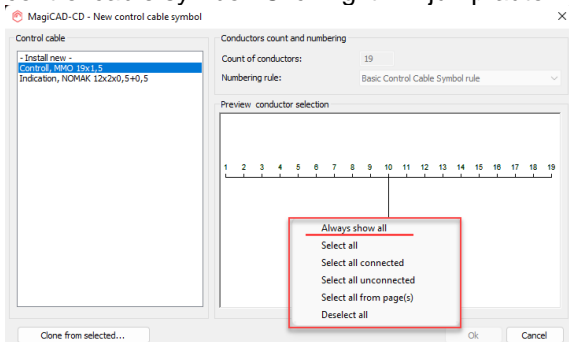 MagiCAD-CD - New control cable symbol
Control cable
- Install new -
Controll, MMO 19x1,5
Indication, NOMAK 12x2x0,5+0,5
Conductors count and numbering
Count of conductors: 19
Numbering rule: Basic Control Cable Symbol rule
Preview conductor selection
1 2 3 4 5 6 7 8 9 10 11 12 13 14 15 16 17 18 19
Always show all
Select all
Select all connected
Select all unconnected
Select all from page(s)
Deselect all
Clone from selected...
Ok Cancel